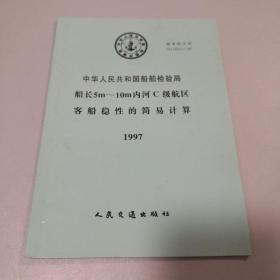 中华人民共和国船舶检验局
船长5m～10m内河C级航区
客船稳性的简易计算
1997
人民交通出版社